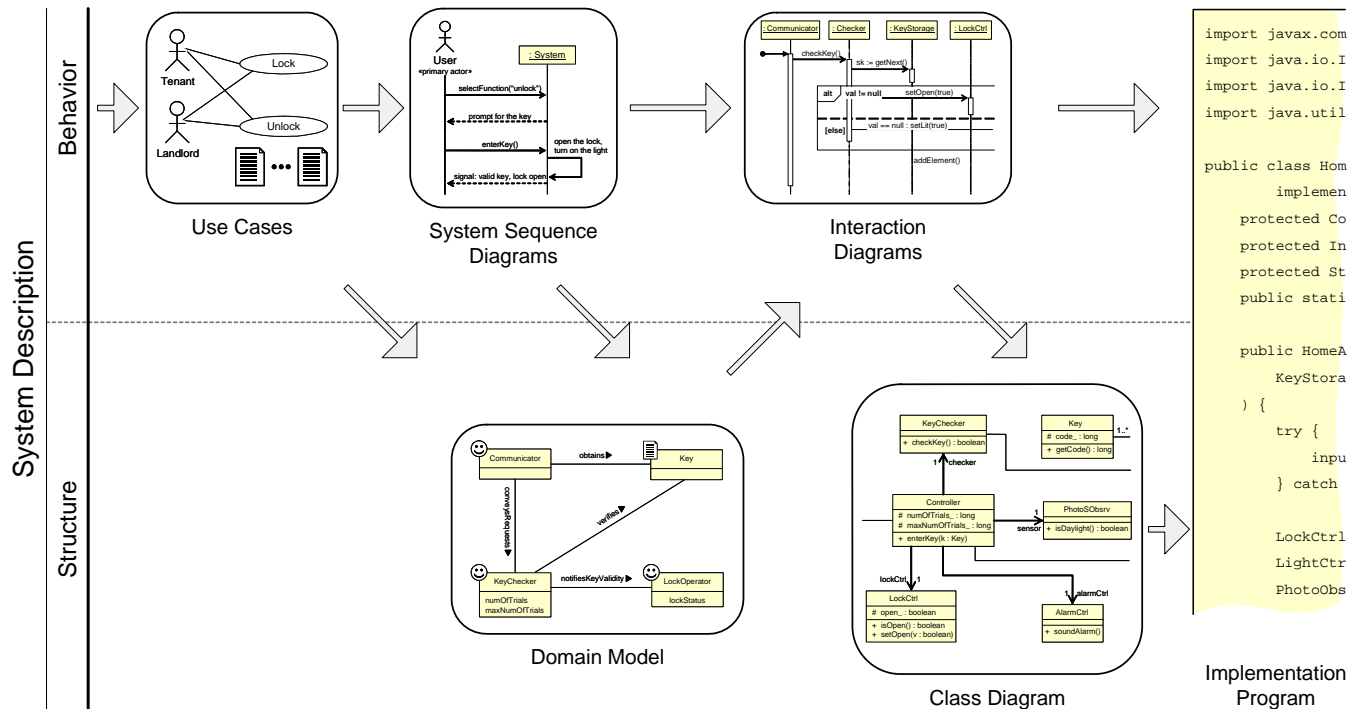 System Description
Behavior
Structure
Tenant
Landlord
Lock
Unlock
Use Cases
User
«primary actor»
: System
selectFunction("unlock")
prompt for the key
enterKey()
open the lock,
turn on the light
signal: valid key, lock open
System Sequence
Diagrams
: Communicator
: Checker
: KeyStorage
: LockCtrl
checkKey()
sk := getNext()
alt
val != null
setOpen(true)
[else]
val == null : setLit(true)
addElement()
Interaction
Diagrams
Communicator
obtains
Key
conveysRequests
verifies
KeyChecker
numOfTrials
maxNumOfTrials
notifiesKeyValidity
LockOperator
lockStatus
Domain Model
KeyChecker
+ checkKey() : boolean
Key
# code_ : long
+ getCode() : long
1..*
1
checker
Controller
# numOfTrials_ : long
# maxNumOfTrials_ : long
+ enterKey(k : Key)
1
sensor
PhotoSObsrv
+ isDaylight() : boolean
lockCtrl
1
LockCtrl
# open_ : boolean
+ isOpen() : boolean
+ setOpen(v : boolean)
1
alarmCtrl
AlarmCtrl
+ soundAlarm()
Class Diagram
import javax.com
import java.io.I
import java.io.I
import java.util
public class Hom
implemen
protected Co
protected In
protected St
public stati
public HomeA
KeyStora
) {
try {
inpu
} catch
LockCtrl
LightCtr
PhotoObs
Implementation
Program